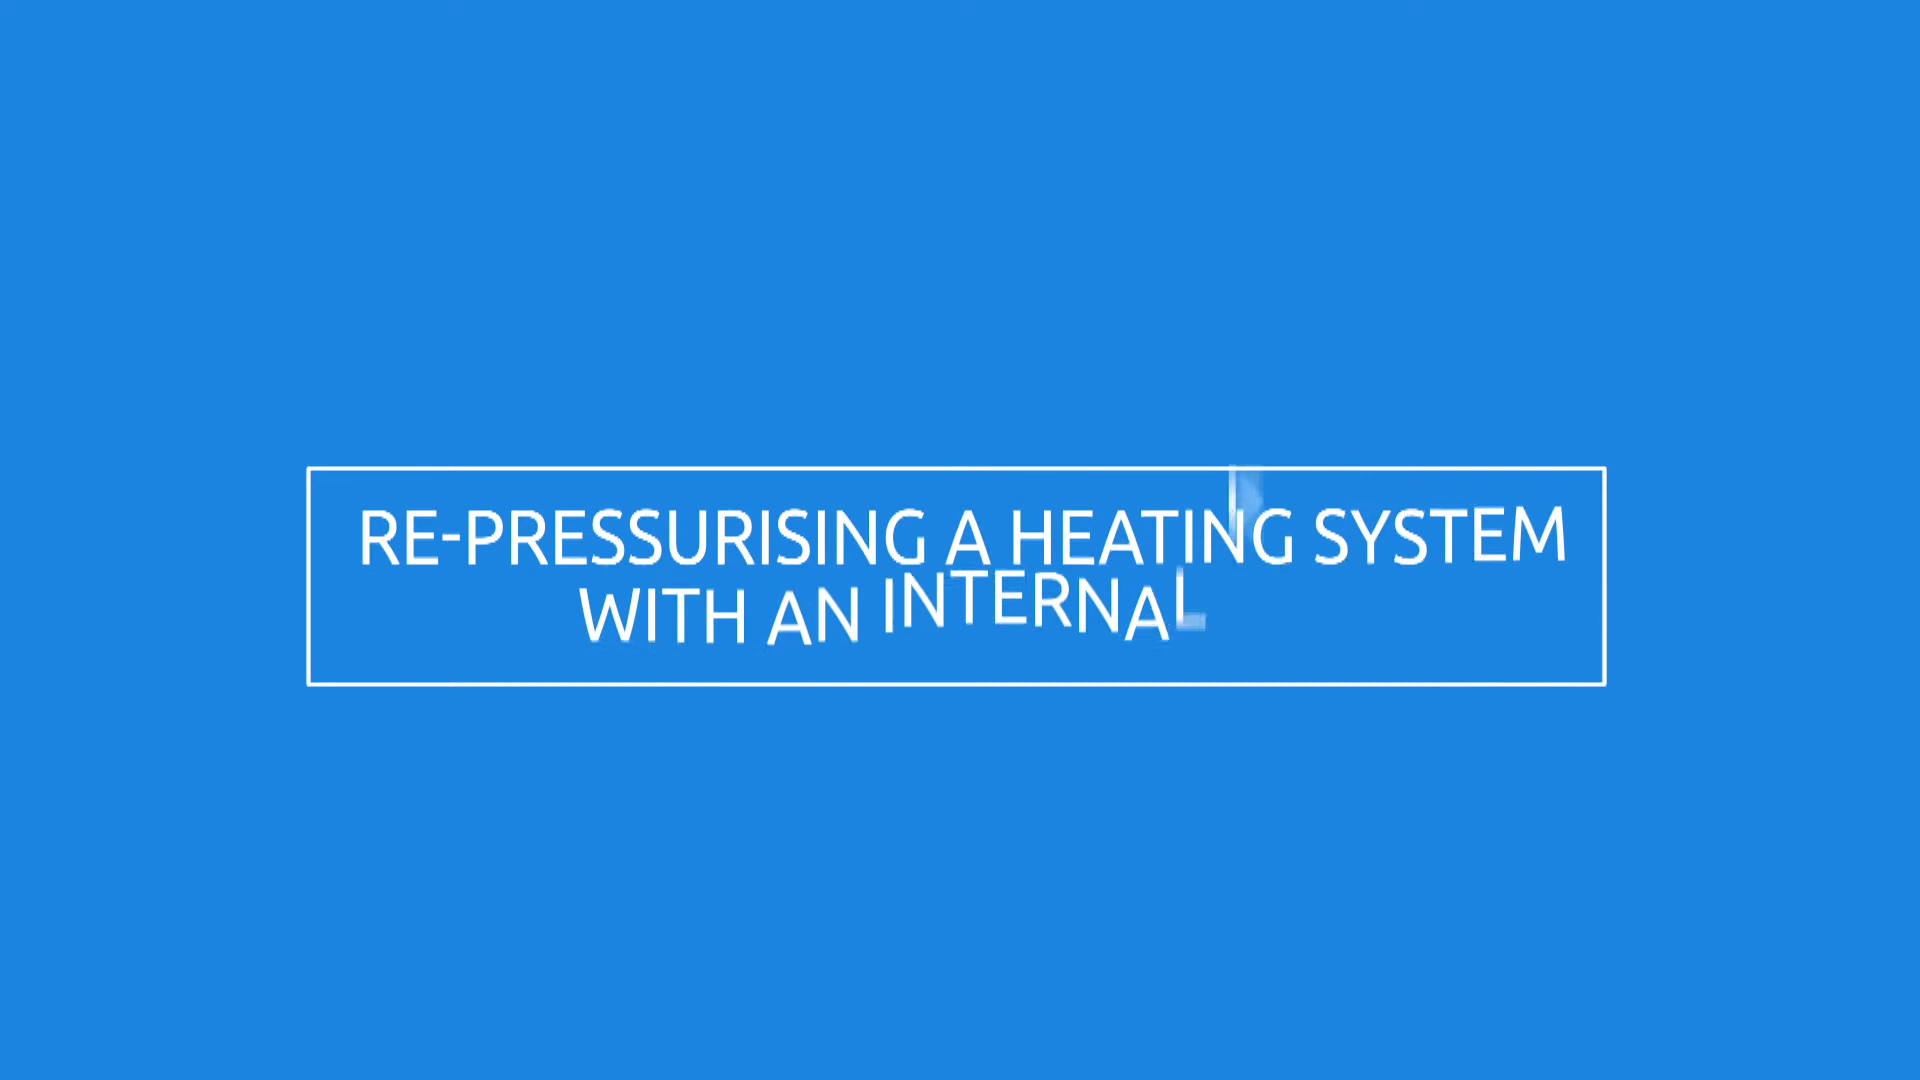 RE-PRESSURISING A HEATING SYSTEM
WITH AN INTERNAL